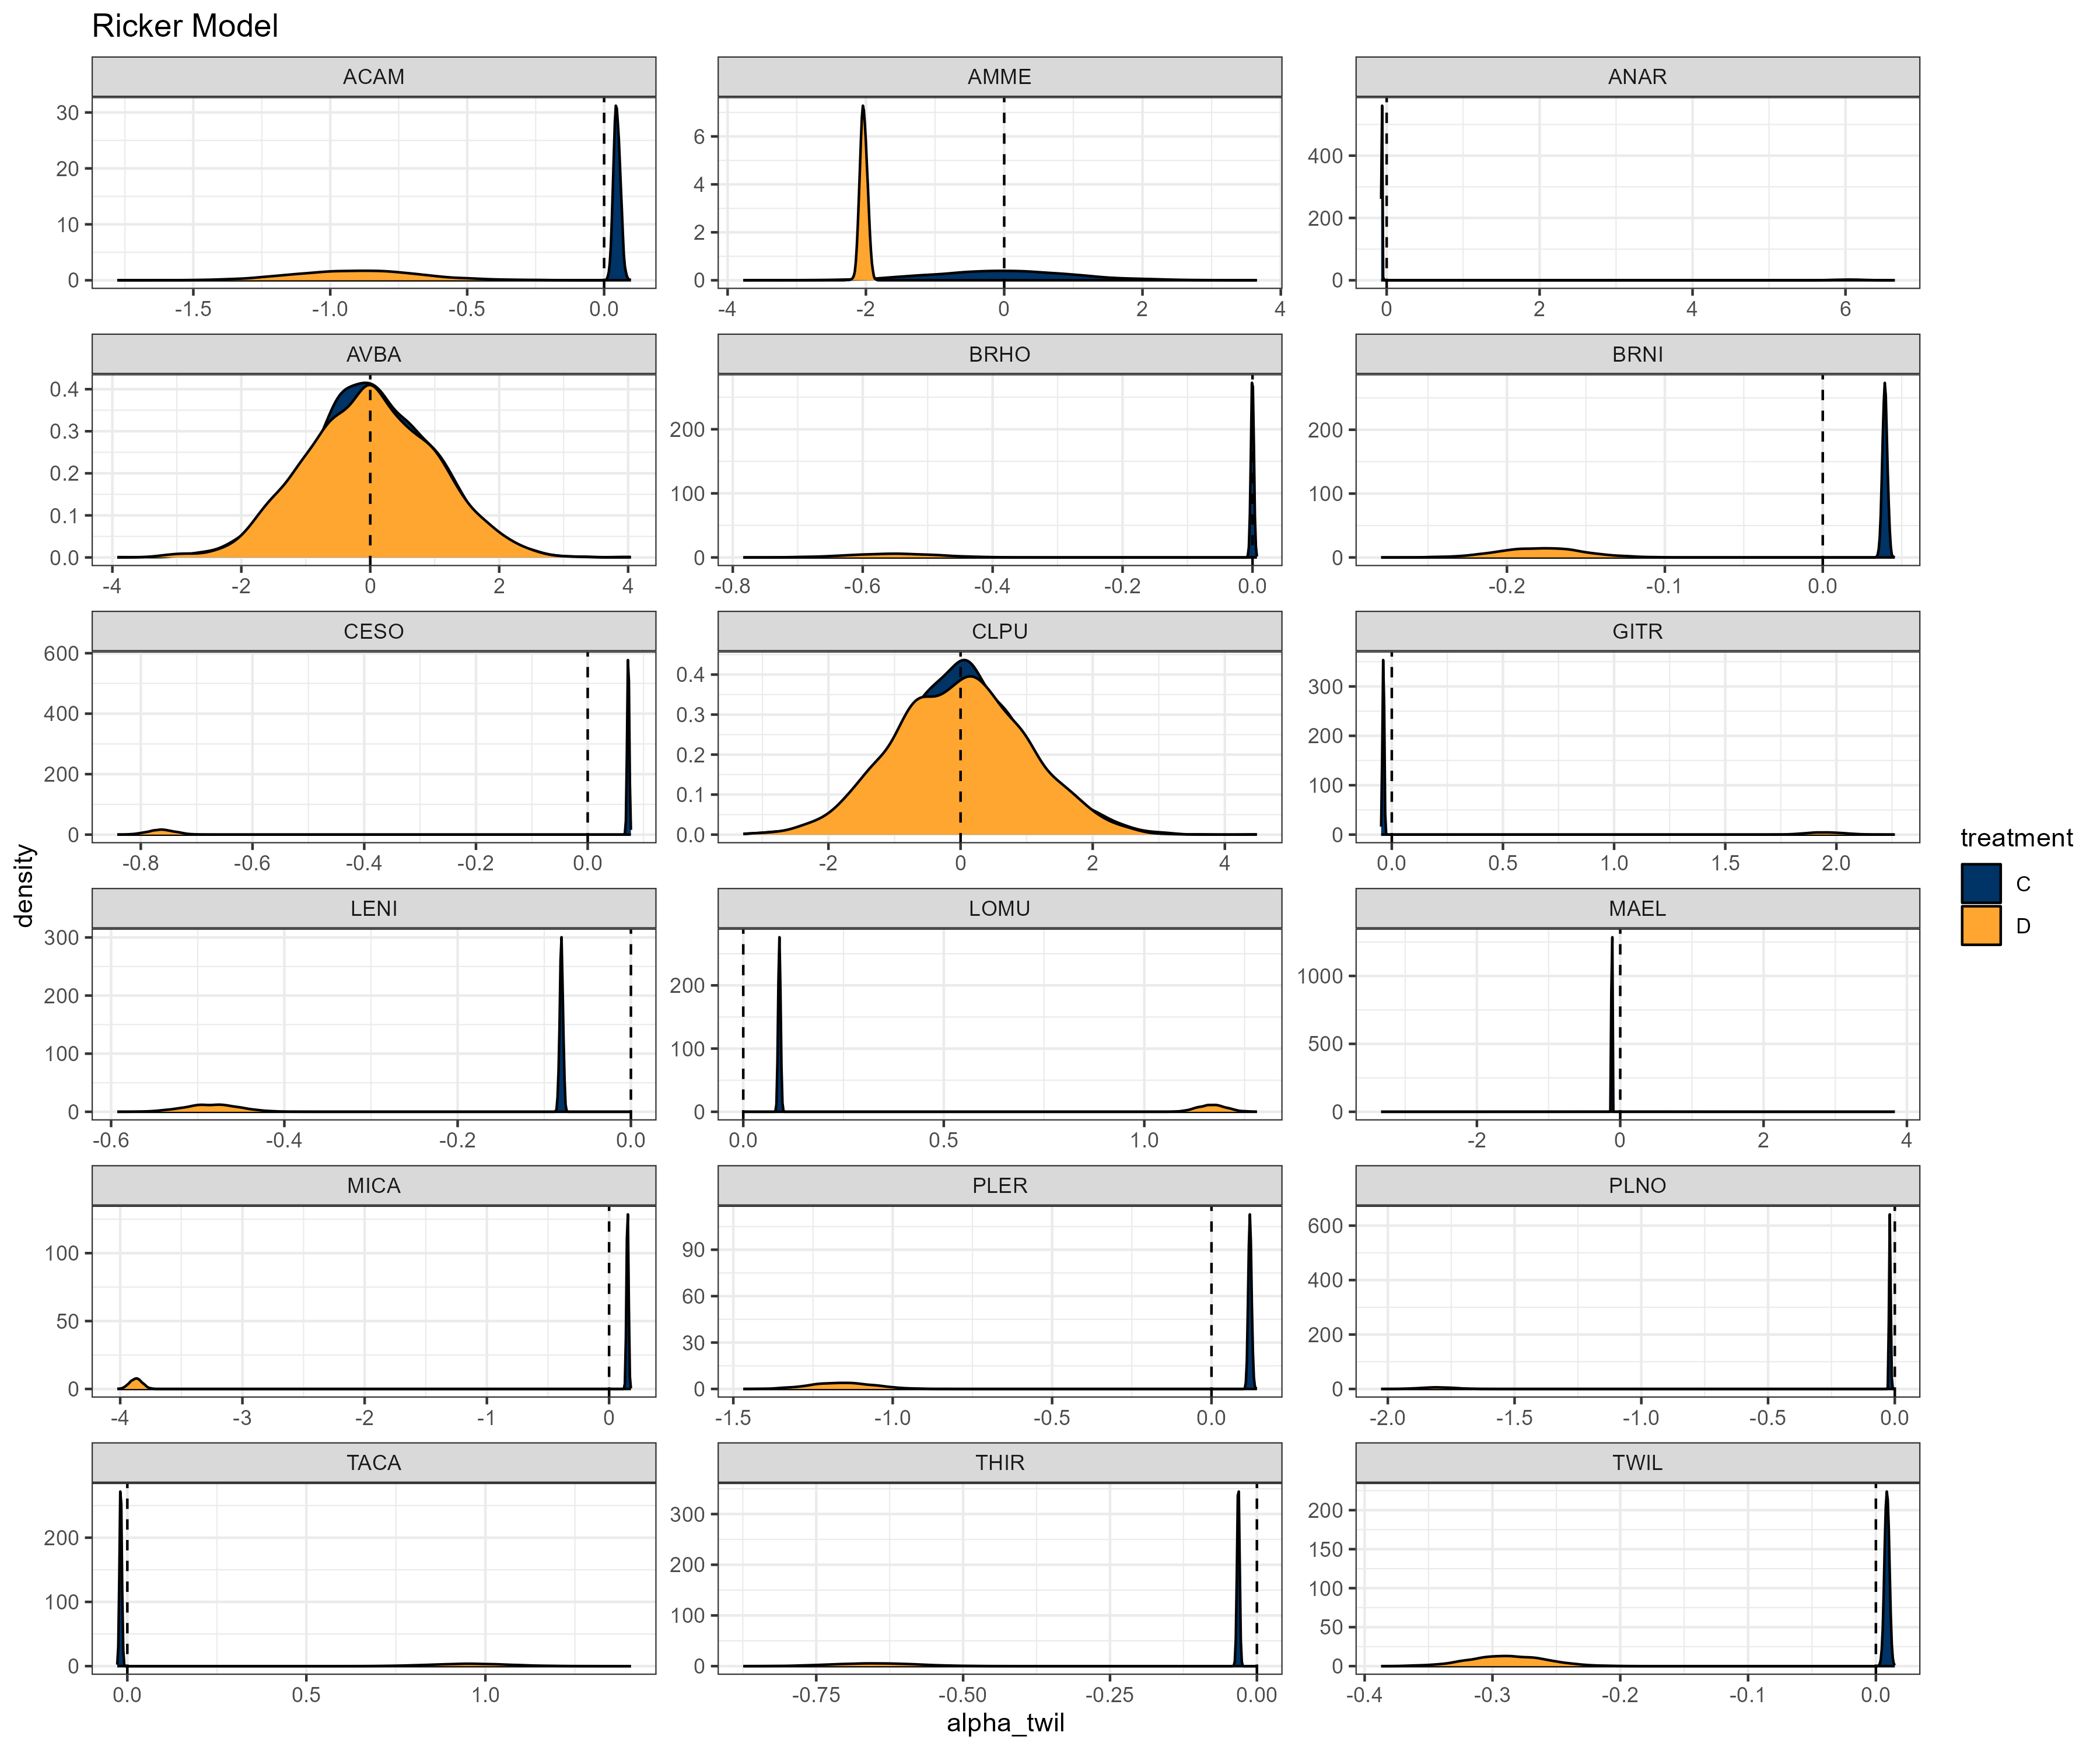 Ricker Model
ACAM AMME ANAR
30 6 400
20 4
10 2 200
0 0 0
-1.5 -1.0 -0.5 0.0 -4 -2 0 2 4 0 2 4 6
AVBA BRHO BRNI
0.4
0.3 200 200
0.2
0.1 100 100
0.0 0 0
-4 -2 0 2 4 -0.8 -0.6 -0.4 -0.2 0.0 -0.2 -0.1 0.0
CESO CLPU GITR
600 0.4 300
400 0.3 200
200 0.2 100
0.1
0 0.0 0
-0.8 -0.6 -0.4 -0.2 0.0 -2 0 2 4 0.0 0.5 1.0 1.5 2.0
LENI LOMU MAEL
300 200 1000
200
100 100 500
0 0 0
-0.6 -0.4 -0.2 0.0 0.0 0.5 1.0 -2 0 2 4
MICA PLER PLNO
100 90 600
50 60 400
30 200
0 0 0
-4 -3 -2 -1 0 -1.5 -1.0 -0.5 0.0 -2.0 -1.5 -1.0 -0.5 0.0
TACA THIR TWIL
200 300 200
200 150
100 100 100
50
0 0 0
0.0 0.5 1.0 -0.75 -0.50 -0.25 0.00 -0.4 -0.3 -0.2 -0.1 0.0
alpha_twil
density
treatment
C
D